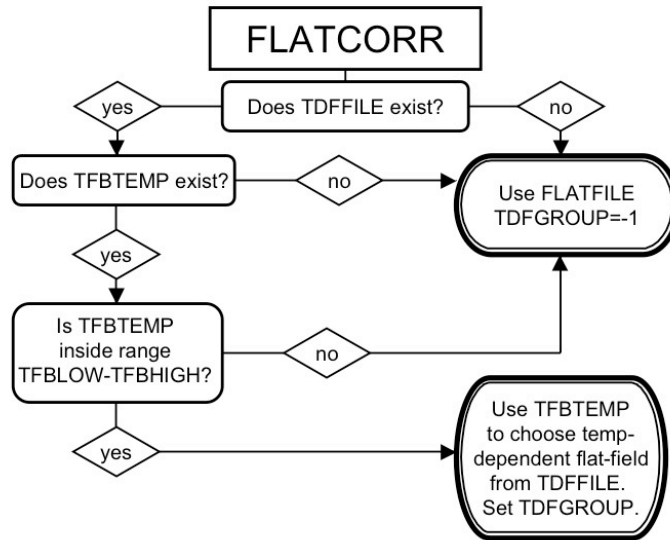 FLATCORR
Does TDFFILE exist?
yes
no
Does TFBTEMP exist?
no
Use FLATFILE
TDFGROUP=-1
yes
Is TFBTEMP
inside range
TFBLOW-TFBHIGH?
no
yes
Use TFBTEMP
to choose temp-
dependent flat-field
from TDFFILE.
Set TDFGROUP.